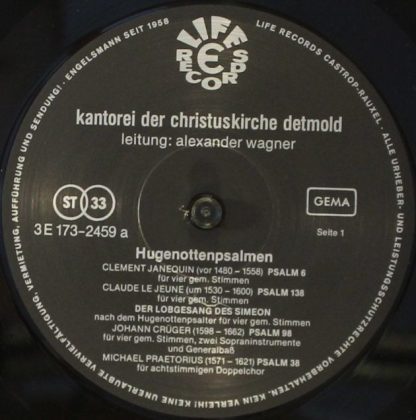 LIFE RECORDS
ENGELSMANN SEIT 1958
LIFE RECORDS CASTROP-RAUXEL · ALLE URHEBER- UND LEISTUNGSSCHUTZRECHTE VORBEHALTEN. KEIN VERLEIH! KEINE UNERLAUBTE VERVIELFÄLTIGUNG, VERMIETUNG, AUFFÜHRUNG UND SENDUNG!
kantorei der christuskirche detmold
leitung: alexander wagner
ST 33
GEMA
3 E 173-2459 a
Seite 1
Hugenottenpsalmen
CLEMENT JANEQUIN (vor 1480 – 1558) PSALM 6
für vier gem. Stimmen
CLAUDE LE JEUNE (um 1530 – 1600) PSALM 138
für vier gem. Stimmen
DER LOBGESANG DES SIMEON
nach dem Hugenottenpsalter für vier gem. Stimmen
JOHANN CRÜGER (1598 – 1662) PSALM 98
für vier gem. Stimmen, zwei Sopraninstrumente
und Generalbaß
MICHAEL PRAETORIUS (1571 – 1621) PSALM 38
für achtstimmigen Doppelchor